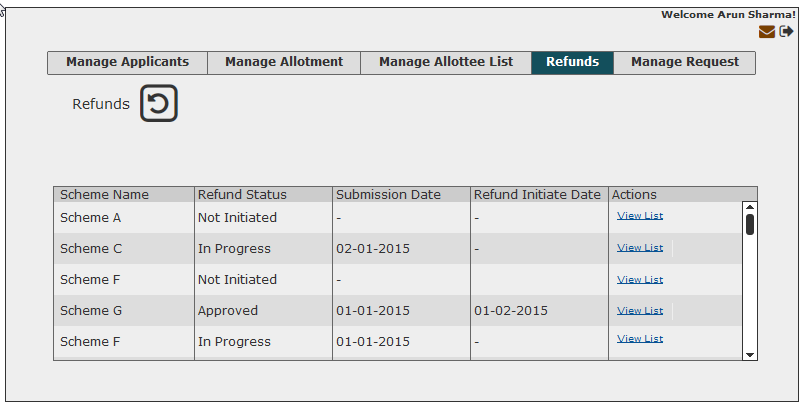 Welcome Arun Sharma!
Manage Applicants Manage Allotment Manage Allottee List Refunds Manage Request
Refunds
Scheme Name Refund Status Submission Date Refund Initiate Date Actions
Scheme A Not Initiated - - View List
Scheme C In Progress 02-01-2015 - View List
Scheme F Not Initiated - View List
Scheme G Approved 01-01-2015 01-02-2015 View List
Scheme F In Progress 01-01-2015 - View List